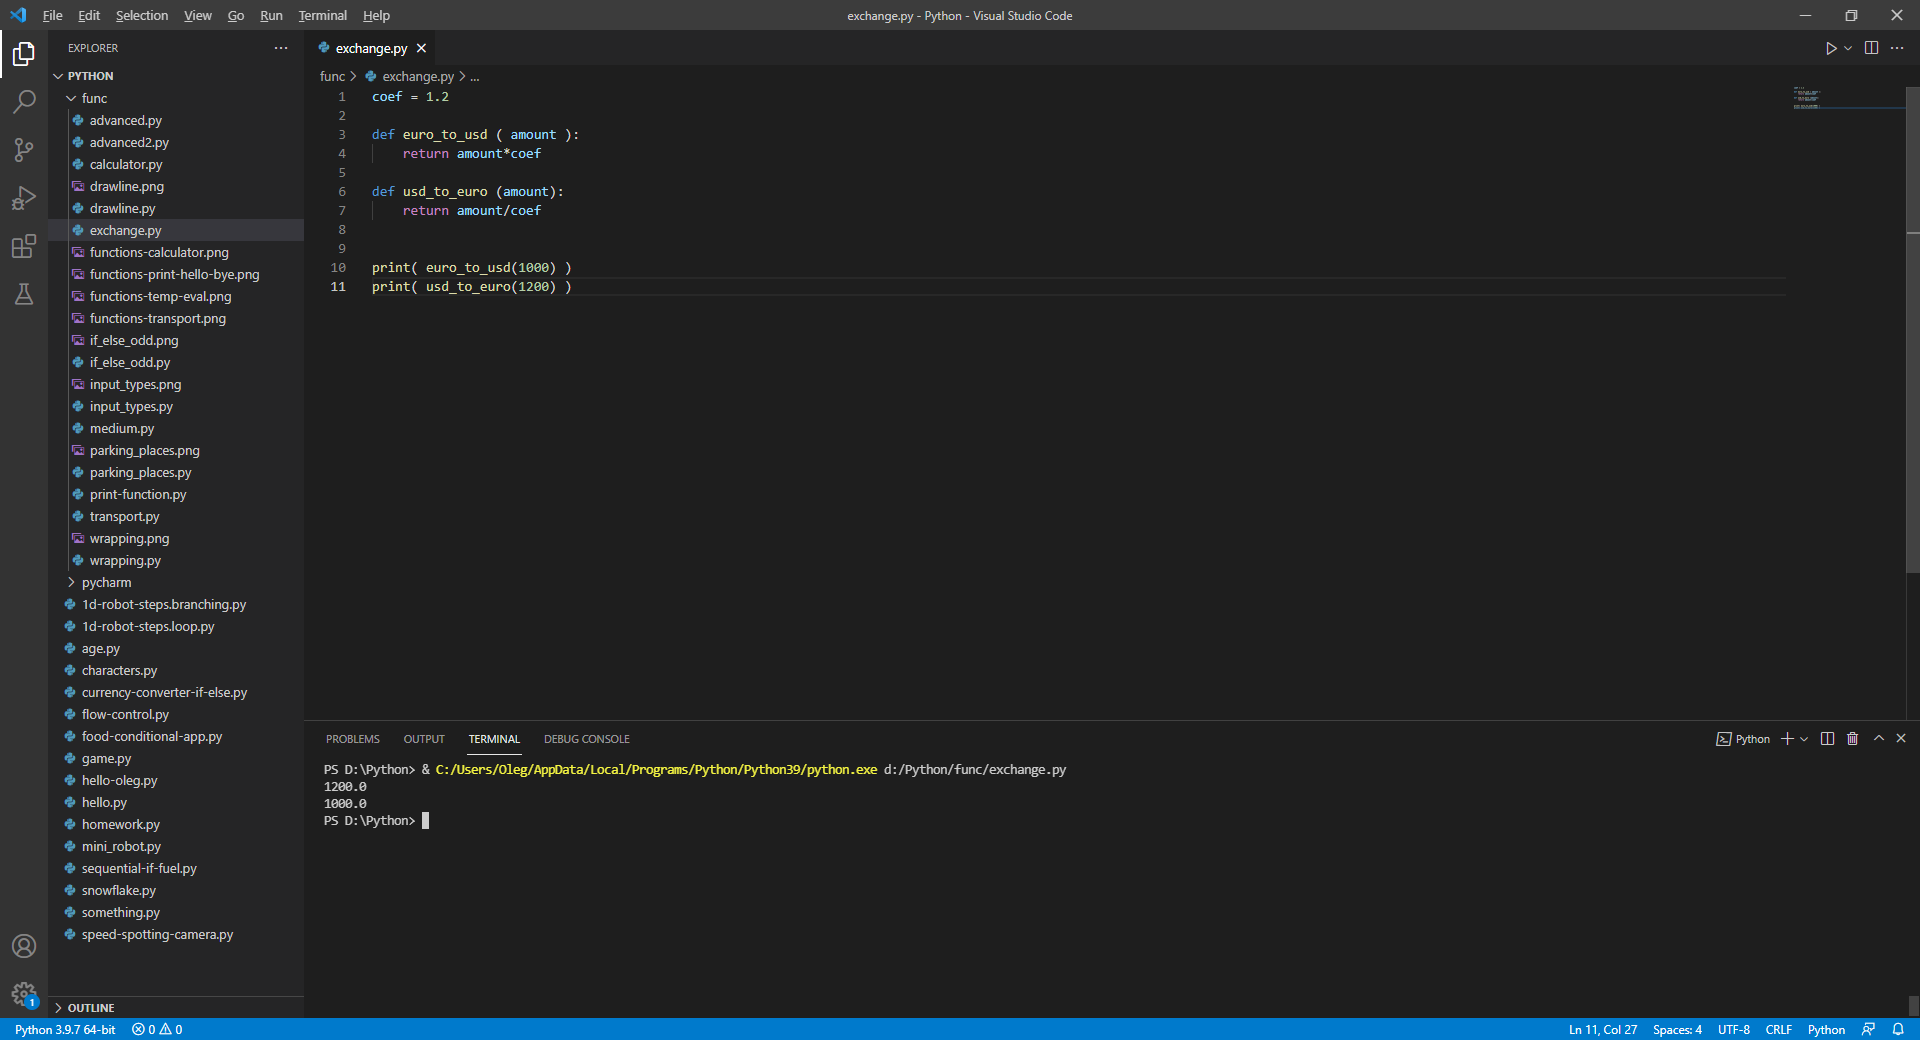 File Edit Selection View Go Run Terminal Help
exchange.py - Python - Visual Studio Code
EXPLORER
PYTHON
func
advanced.py
advanced2.py
calculator.py
drawline.png
drawline.py
exchange.py
functions-calculator.png
functions-print-hello-bye.png
functions-temp-eval.png
functions-transport.png
if_else_odd.png
if_else_odd.py
input_types.png
input_types.py
medium.py
parking_places.png
parking_places.py
print-function.py
transport.py
wrapping.png
wrapping.py
pycharm
1d-robot-steps.branching.py
1d-robot-steps.loop.py
age.py
characters.py
currency-converter-if-else.py
flow-control.py
food-conditional-app.py
game.py
hello-oleg.py
hello.py
homework.py
mini_robot.py
sequential-if-fuel.py
snowflake.py
something.py
speed-spotting-camera.py
OUTLINE
1
exchange.py
func > exchange.py > ...
1 coef = 1.2
2
3 def euro_to_usd ( amount ):
4     return amount*coef
5
6 def usd_to_euro (amount):
7     return amount/coef
8
9
10 print( euro_to_usd(1000) )
11 print( usd_to_euro(1200) )
PROBLEMS OUTPUT TERMINAL DEBUG CONSOLE
Python
PS D:\Python> & C:/Users/Oleg/AppData/Local/Programs/Python/Python39/python.exe d:/Python/func/exchange.py
1200.0
1000.0
PS D:\Python>
Python 3.9.7 64-bit 0 0
Ln 11, Col 27 Spaces: 4 UTF-8 CRLF Python